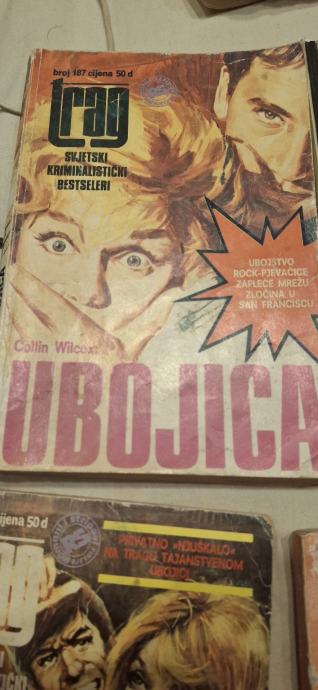 broj 187 cijena 50 d
trag
SVJETSKI
KRIMINALISTIČKI
BESTSELERI
UBOJSTVO
ROCK-PJEVAČICE
ZAPLEĆE MREŽU
ZLOČINA U
SAN FRANCISCU
Collin Wilcox:
UBOJICA
cijena 50 d
PRIVATNO »NJUŠKALO«
NA TRAGU TAJANSTVENOM
UBOJICI